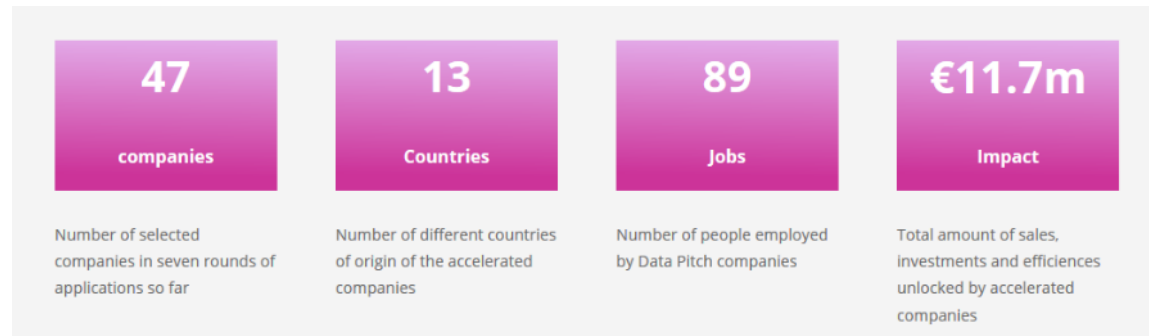 47
companies
Number of selected
companies in seven rounds of
applications so far
13
Countries
Number of different countries
of origin of the accelerated
companies
89
Jobs
Number of people employed
by Data Pitch companies
€11.7m
Impact
Total amount of sales,
investments and efficiences
unlocked by accelerated
companies